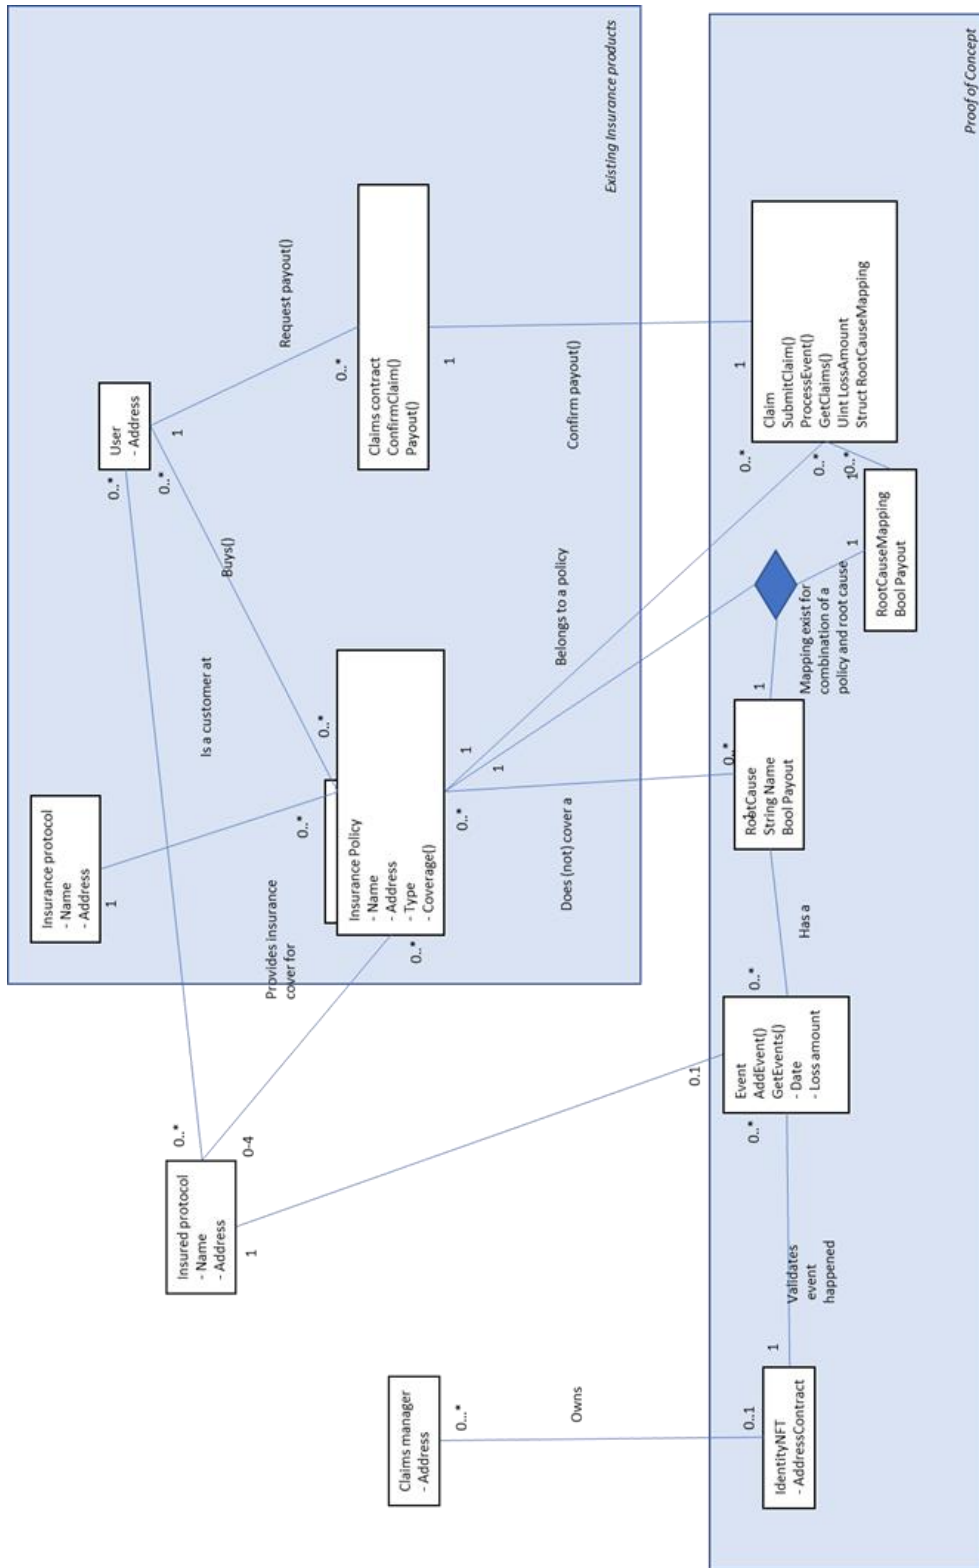 Insurance protocol
- Name
- Address
1
User
- Address
0..*
0..*
1
Insured protocol
- Name
- Address
0..*
Is a customer at
Buys()
1
0-4
Provides insurance
cover for
Request payout()
0..*
0..*
0..*
Insurance Policy
- Name
- Address
- Type
- Coverage()
Claims contract
ConfirmClaim()
Payout()
Claims manager
- Address
0..*
1
0...*
0..*
1
1
Owns
Does (not) cover a
Belongs to a policy
Confirm payout()
Existing Insurance products
0.1
0..*
1
0..1
1
0..*
0..*
0..*
0..*
0..*
1
1
1
1
IdentityNFT
- AddressContract
Validates
event
happened
Event
AddEvent()
GetEvents()
- Date
- Loss amount
Has a
RootCause
String Name
Bool Payout
Mapping exist for
combination of a
policy and root cause
Claim
SubmitClaim()
ProcessEvent()
GetClaims()
Uint LossAmount
Struct RootCauseMapping
RootCauseMapping
Bool Payout
Proof of Concept